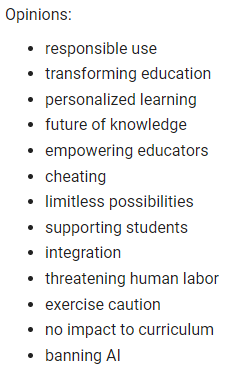 Opinions:
• responsible use
• transforming education
• personalized learning
• future of knowledge
• empowering educators
• cheating
• limitless possibilities
• supporting students
• integration
• threatening human labor
• exercise caution
• no impact to curriculum
• banning AI